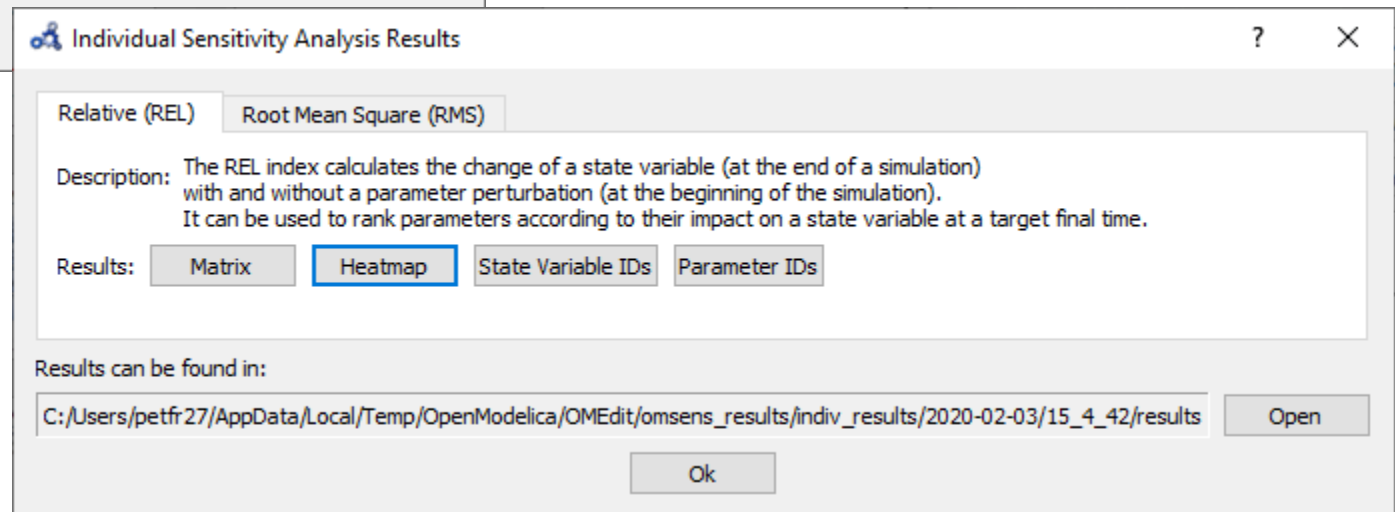 Individual Sensitivity Analysis Results ?
Relative (REL) Root Mean Square (RMS)
Description: The REL index calculates the change of a state variable (at the end of a simulation)
with and without a parameter perturbation (at the beginning of the simulation).
It can be used to rank parameters according to their impact on a state variable at a target final time.
Results: Matrix Heatmap State Variable IDs Parameter IDs
Results can be found in:
C:/Users/petfr27/AppData/Local/Temp/OpenModelica/OMEdit/omsens_results/indiv_results/2020-02-03/15_4_42/results Open
Ok